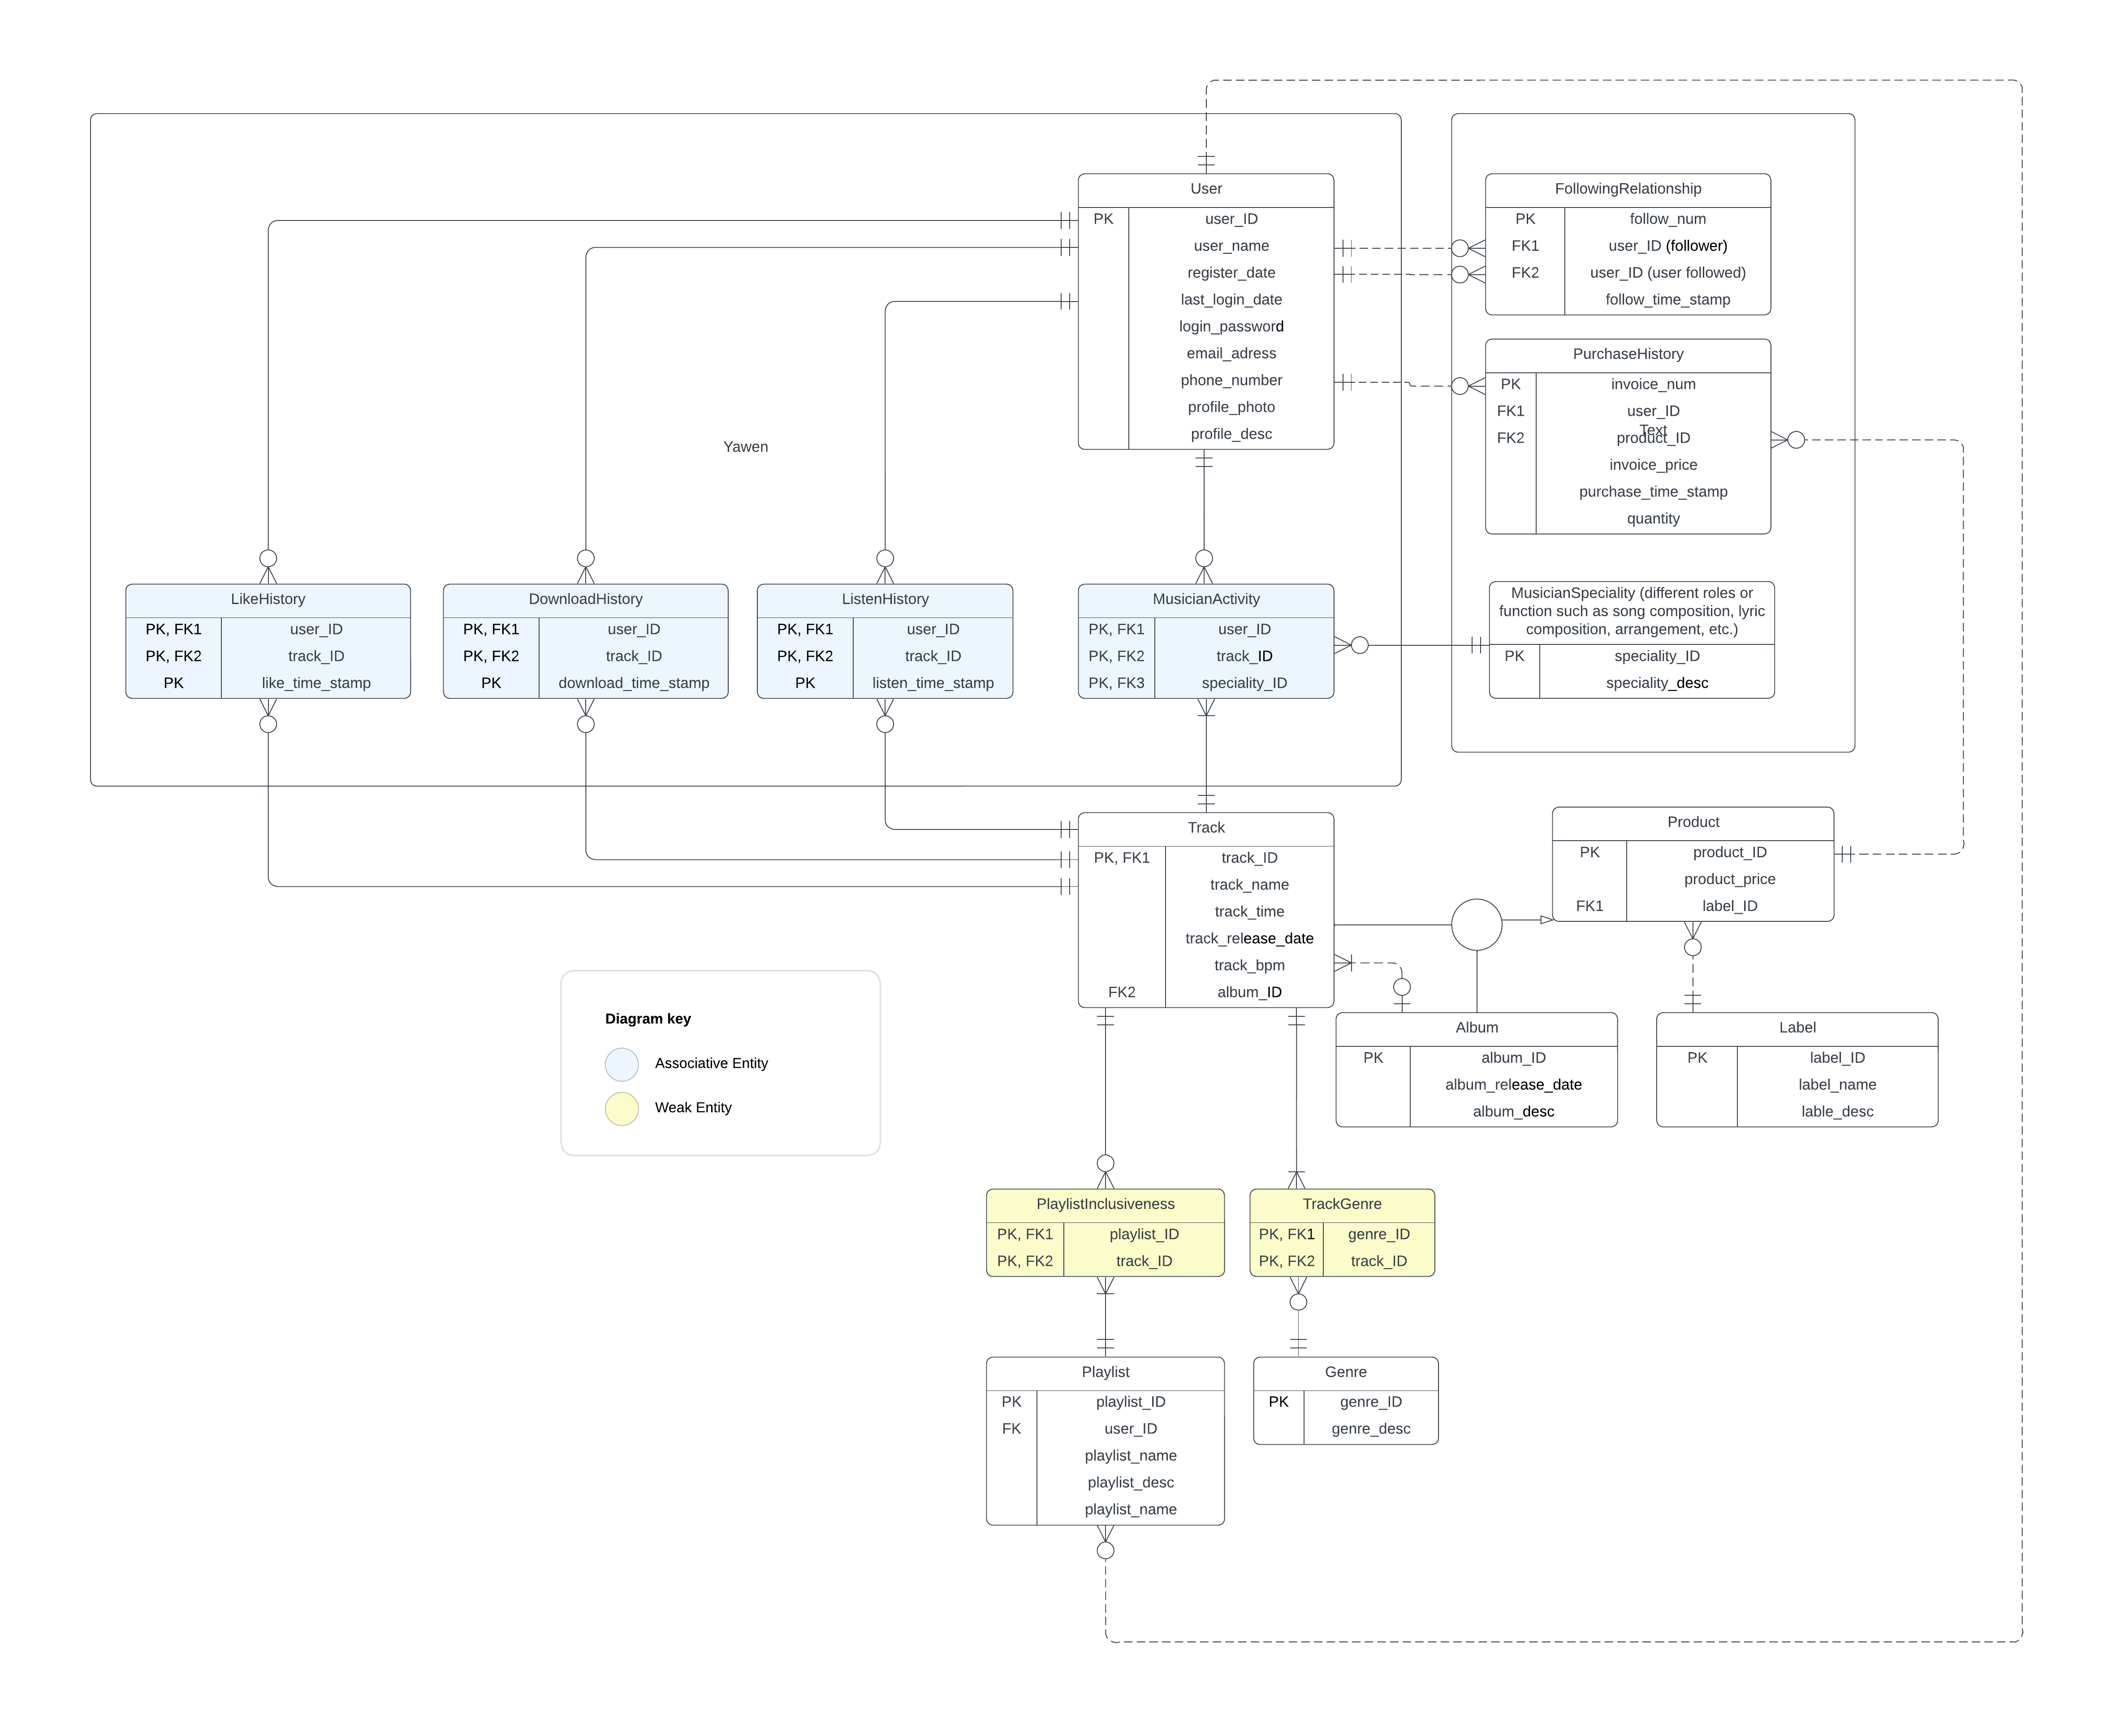 User
PK user_ID
user_name
register_date
last_login_date
login_password
email_adress
phone_number
profile_photo
profile_desc
FollowingRelationship
PK follow_num
FK1 user_ID (follower)
FK2 user_ID (user followed)
follow_time_stamp
PurchaseHistory
PK invoice_num
FK1 user_ID
Text
FK2 product_ID
invoice_price
purchase_time_stamp
quantity
Yawen
LikeHistory
PK, FK1 user_ID
PK, FK2 track_ID
PK like_time_stamp
DownloadHistory
PK, FK1 user_ID
PK, FK2 track_ID
PK download_time_stamp
ListenHistory
PK, FK1 user_ID
PK, FK2 track_ID
PK listen_time_stamp
MusicianActivity
PK, FK1 user_ID
PK, FK2 track_ID
PK, FK3 speciality_ID
MusicianSpeciality (different roles or
function such as song composition, lyric
composition, arrangement, etc.)
PK speciality_ID
speciality_desc
Track
PK, FK1 track_ID
track_name
track_time
track_release_date
track_bpm
FK2 album_ID
Product
PK product_ID
product_price
FK1 label_ID
Diagram key
Associative Entity
Weak Entity
Album
PK album_ID
album_release_date
album_desc
Label
PK label_ID
label_name
lable_desc
PlaylistInclusiveness
PK, FK1 playlist_ID
PK, FK2 track_ID
TrackGenre
PK, FK1 genre_ID
PK, FK2 track_ID
Playlist
PK playlist_ID
FK user_ID
playlist_name
playlist_desc
playlist_name
Genre
PK genre_ID
genre_desc